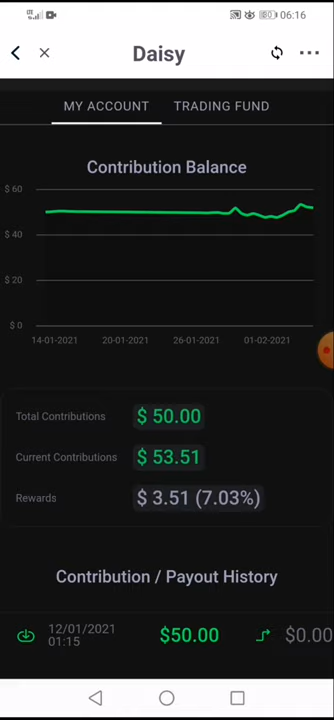 06:16
Daisy
MY ACCOUNT TRADING FUND
Contribution Balance
$ 60
$ 40
$ 20
$ 0
14-01-2021 20-01-2021 26-01-2021 01-02-2021
Total Contributions $ 50.00
Current Contributions $ 53.51
Rewards $ 3.51 (7.03%)
Contribution / Payout History
12/01/2021 $50.00 $0.00
01:15